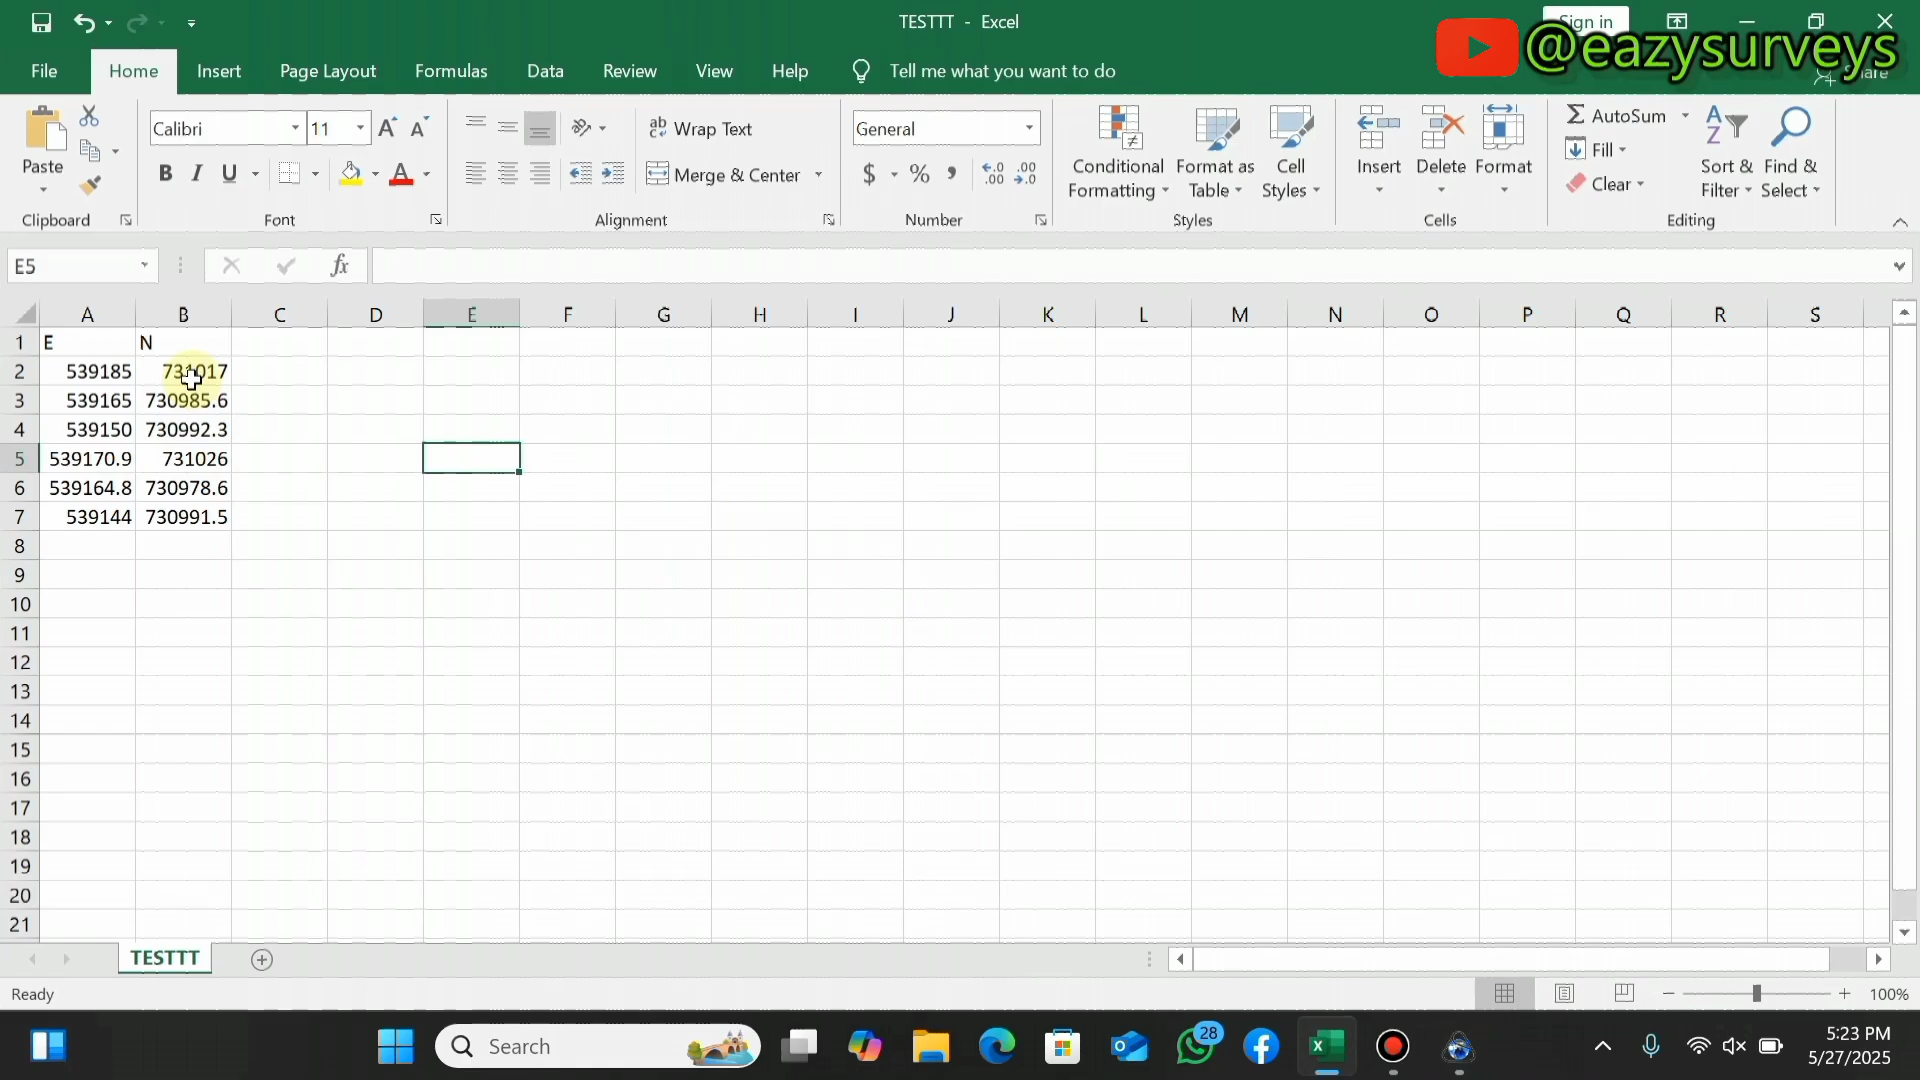 TESTTT - Excel
Sign in
@eazysurveys
File Home Insert Page Layout Formulas Data Review View Help Tell me what you want to do
Paste
Clipboard
Calibri 11
B I U
Font
ab Wrap Text
Merge & Center
Alignment
General
$ % ,
Number
Conditional Formatting
Format as Table
Cell Styles
Styles
Insert Delete Format
Cells
AutoSum
Fill
Clear
Sort & Filter
Find & Select
Editing
E5
fx
A B C D E F G H I J K L M N O P Q R S
1 E N
2 539185 731017
3 539165 730985.6
4 539150 730992.3
5 539170.9 731026
6 539164.8 730978.6
7 539144 730991.5
8
9
10
11
12
13
14
15
16
17
18
19
20
21
TESTTT
Ready
100%
Search
28
5:23 PM
5/27/2025